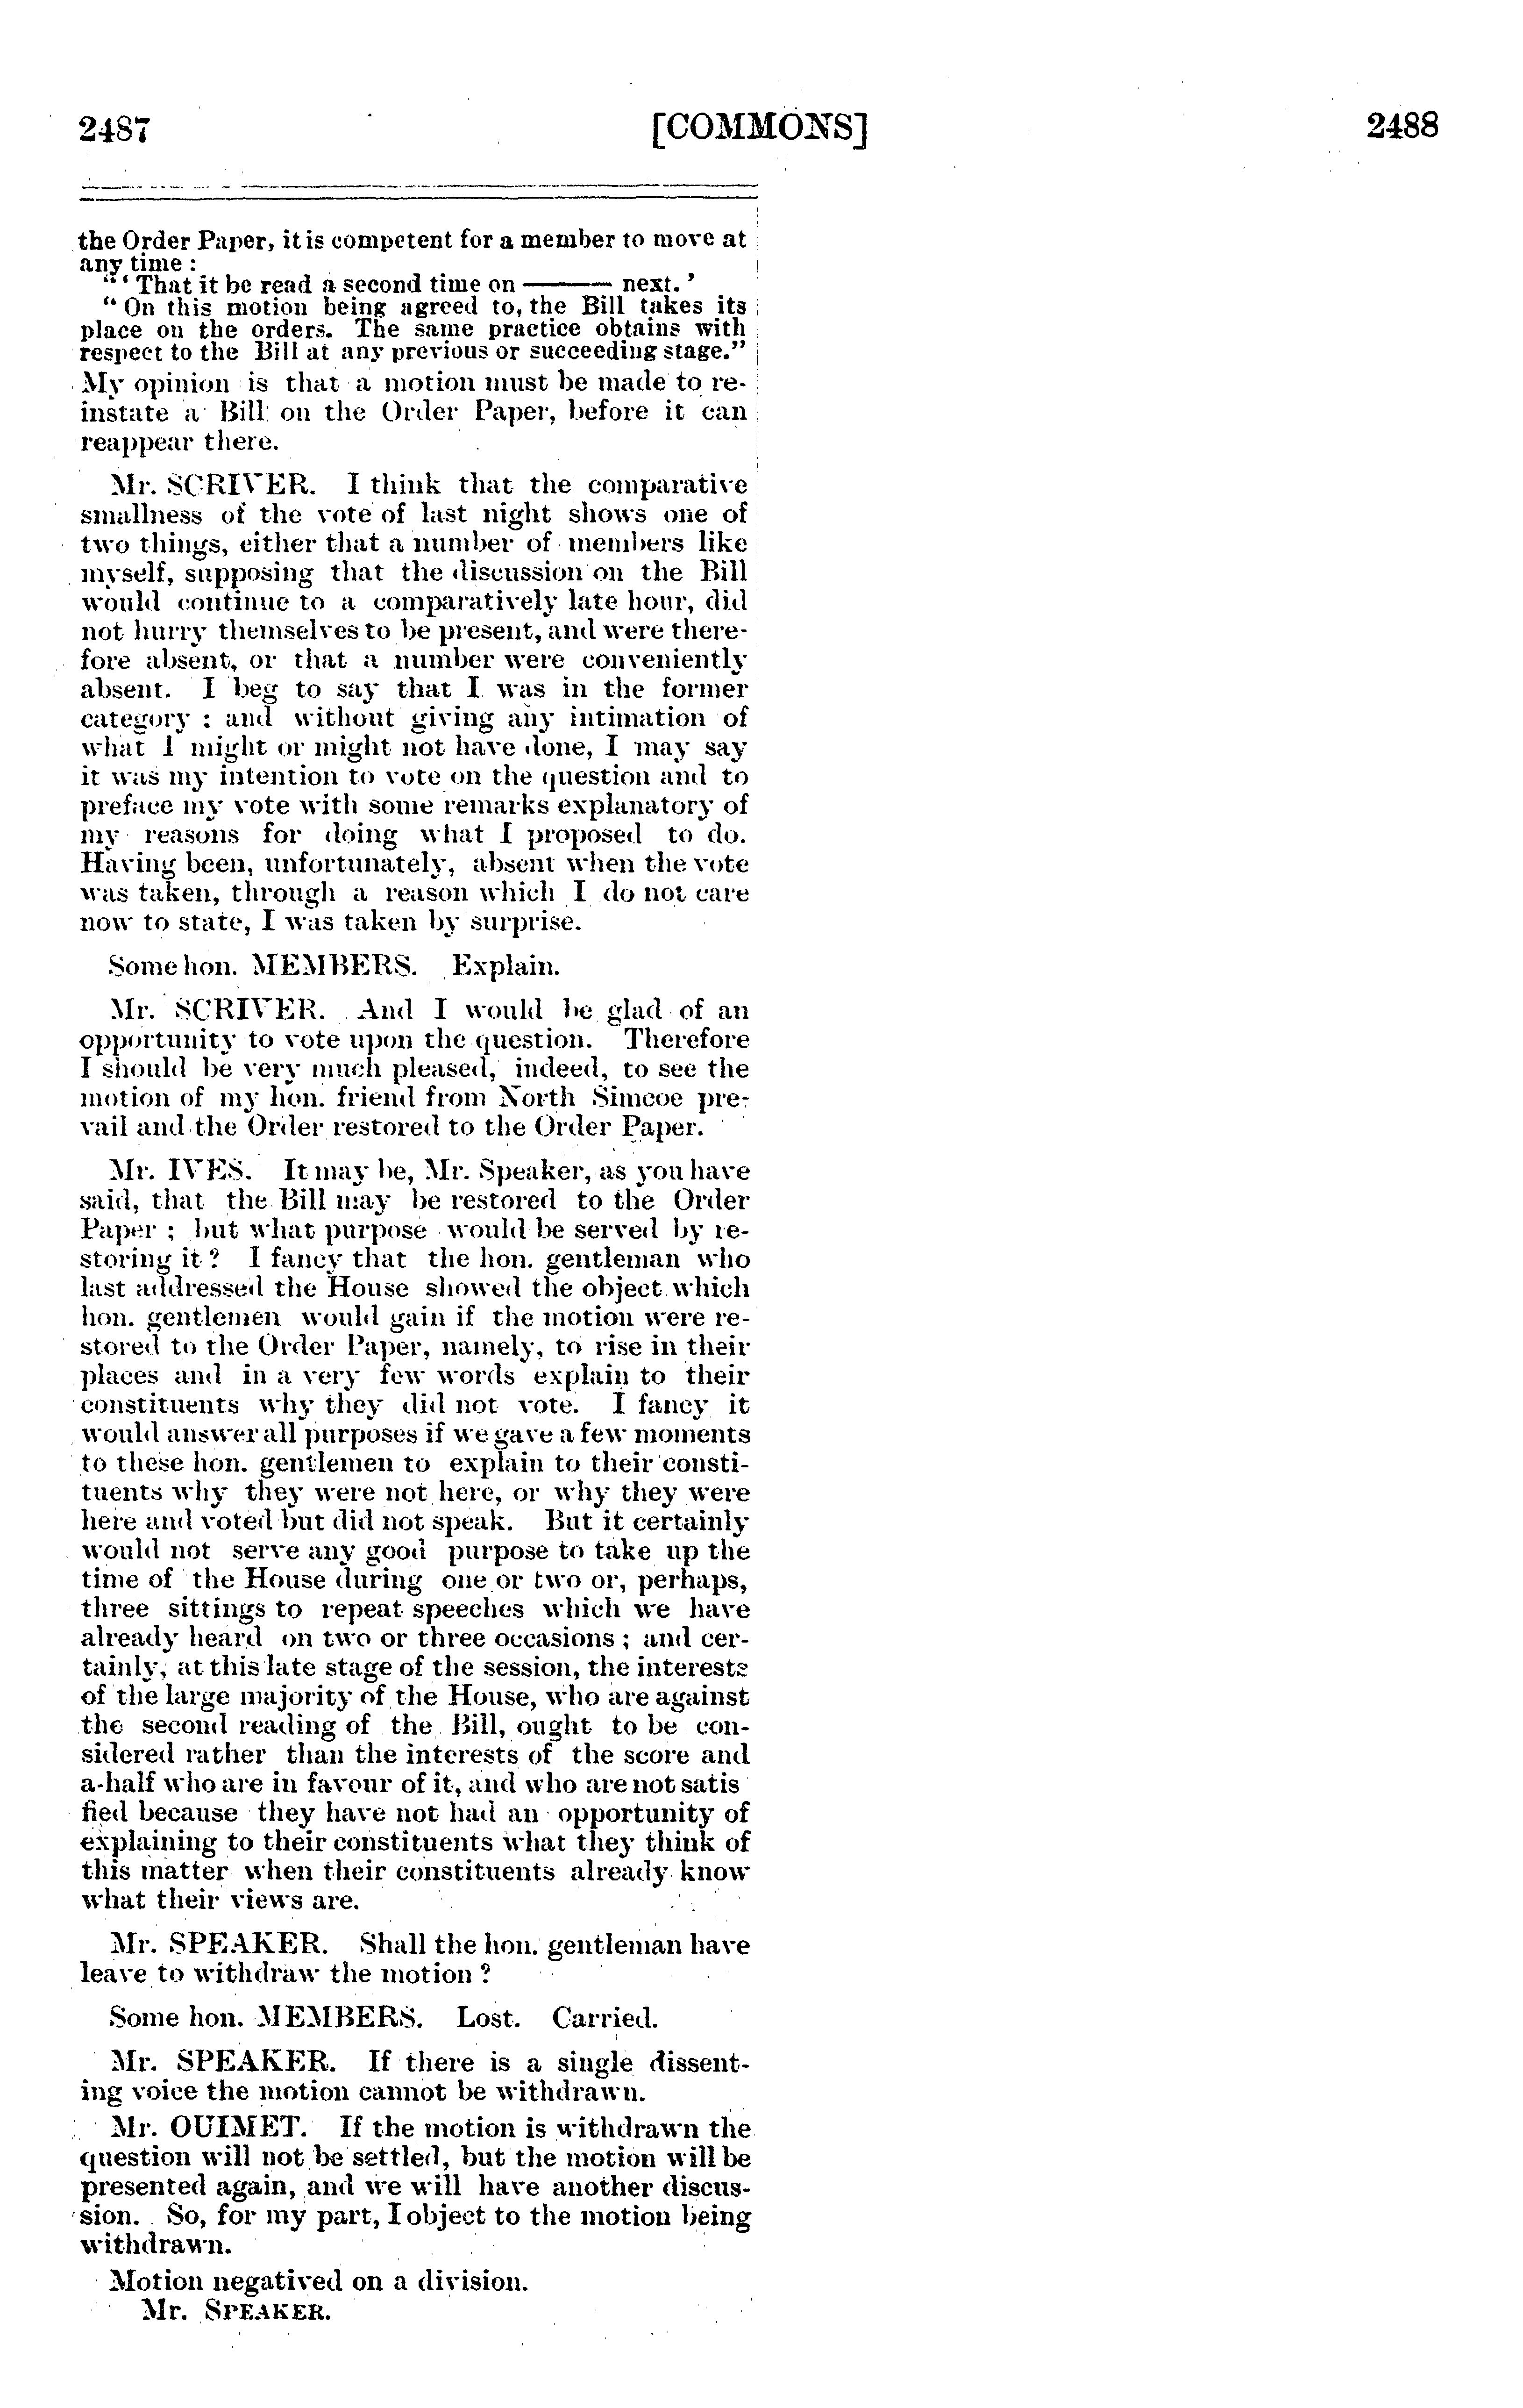 2487 [COMMONS] 2488
the Order Paper, it is competent for a member to move at
any time :
"' That it be read a second time on ——— next.'
" On this motion being agreed to, the Bill takes its
place on the orders. The same practice obtains with
respect to the Bill at any previous or succeeding stage."
My opinion is that a motion must be made to re-
instate a Bill on the Order Paper, before it can
reappear there.
Mr. SCRIVER. I think that the comparative
smallness of the vote of last night shows one of
two things, either that a number of members like
myself, supposing that the discussion on the Bill
would continue to a comparatively late hour, did
not hurry themselves to be present, and were there-
fore absent, or that a number were conveniently
absent. I beg to say that I was in the former
category : and without giving any intimation of
what I might or might not have done, I may say
it was my intention to vote on the question and to
preface my vote with some remarks explanatory of
my reasons for doing what I proposed to do.
Having been, unfortunately, absent when the vote
was taken, through a reason which I do not care
now to state, I was taken by surprise.
Some hon. MEMBERS. Explain.
Mr. SCRIVER. And I would be glad of an
opportunity to vote upon the question. Therefore
I should be very much pleased, indeed, to see the
motion of my hon. friend from North Simcoe pre-
vail and the Order restored to the Order Paper.
Mr. IVES. It may be, Mr. Speaker, as you have
said, that the Bill may be restored to the Order
Paper ; but what purpose would be served by re-
storing it ? I fancy that the hon. gentleman who
last addressed the House showed the object which
hon. gentlemen would gain if the motion were re-
stored to the Order Paper, namely, to rise in their
places and in a very few words explain to their
constituents why they did not vote. I fancy it
would answer all purposes if we gave a few moments
to these hon. gentlemen to explain to their consti-
tuents why they were not here, or why they were
here and voted but did not speak. But it certainly
would not serve any good purpose to take up the
time of the House during one or two or, perhaps,
three sittings to repeat speeches which we have
already heard on two or three occasions ; and cer-
tainly, at this late stage of the session, the interests
of the large majority of the House, who are against
the second reading of the Bill, ought to be con-
sidered rather than the interests of the score and
a-half who are in favour of it, and who are not satis
fied because they have not had an opportunity of
explaining to their constituents what they think of
this matter when their constituents already know
what their views are.
Mr. SPEAKER. Shall the hon. gentleman have
leave to withdraw the motion ?
Some hon. MEMBERS. Lost. Carried.
Mr. SPEAKER. If there is a single dissent-
ing voice the motion cannot be withdrawn.
Mr. OUIMET. If the motion is withdrawn the
question will not be settled, but the motion will be
presented again, and we will have another discus-
sion. So, for my part, I object to the motion being
withdrawn.
Motion negatived on a division.
Mr. SPEAKER.